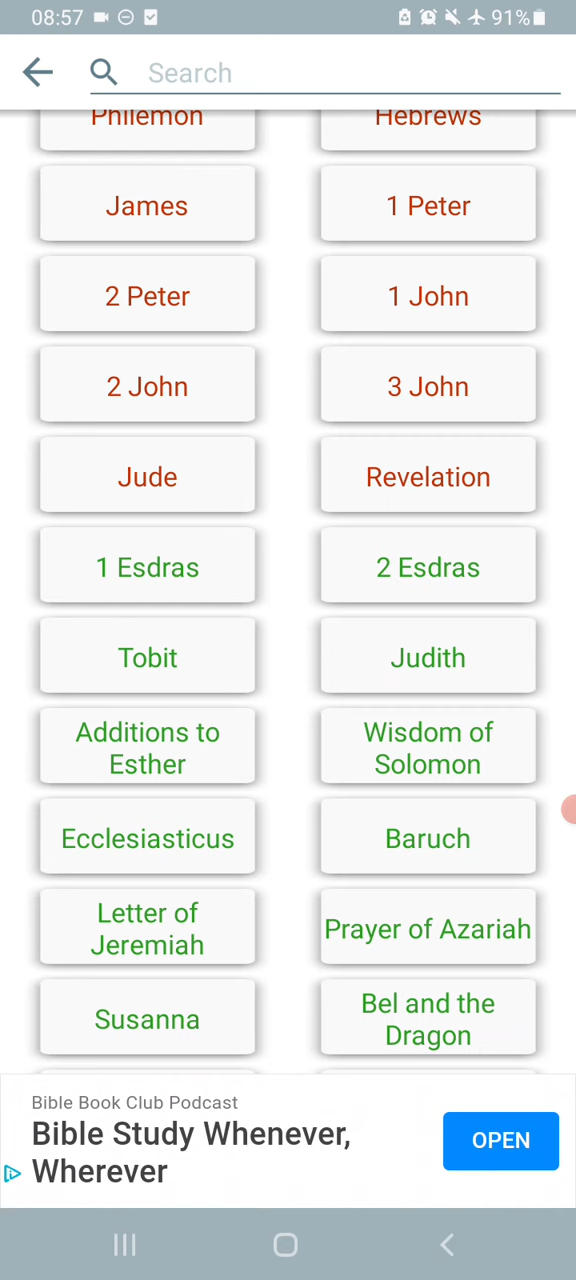 08:57
91%
Search
Philemon
Hebrews
James
1 Peter
2 Peter
1 John
2 John
3 John
Jude
Revelation
1 Esdras
2 Esdras
Tobit
Judith
Additions to
Esther
Wisdom of
Solomon
Ecclesiasticus
Baruch
Letter of
Jeremiah
Prayer of Azariah
Susanna
Bel and the
Dragon
Bible Book Club Podcast
Bible Study Whenever,
Wherever
OPEN